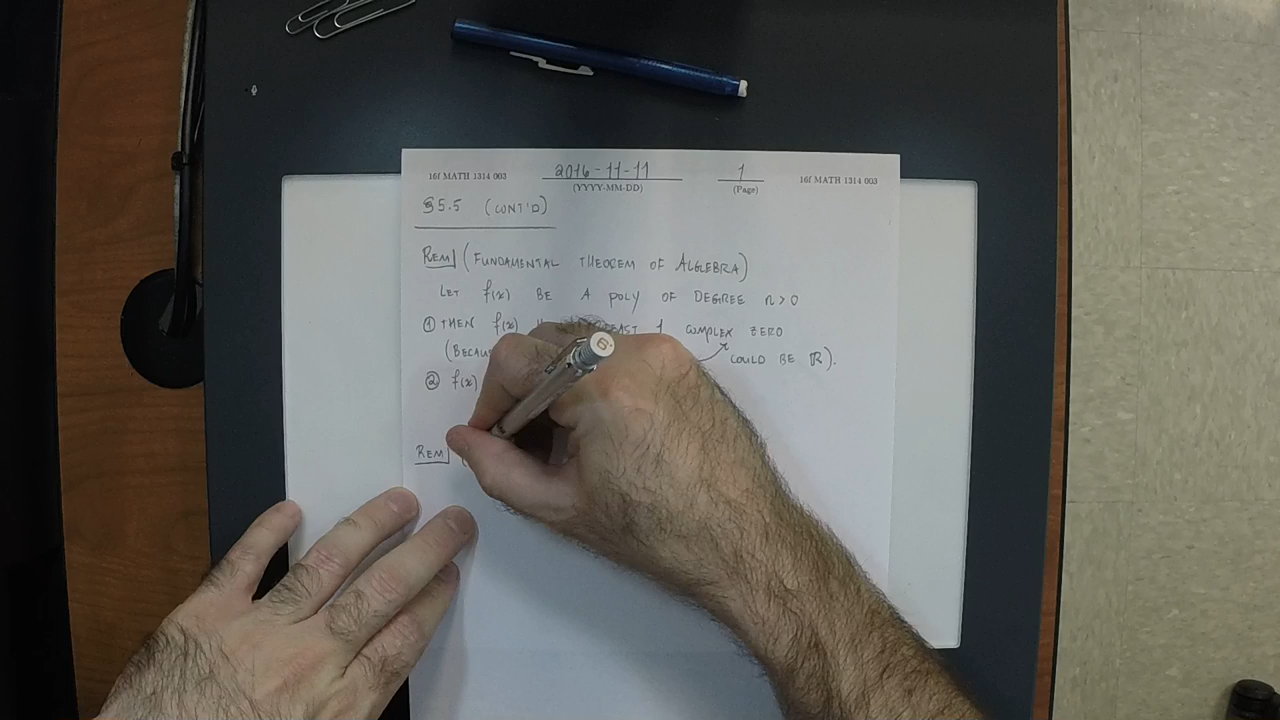 16f MATH 1314 003 2016-11-11 1 16f MATH 1314 003
(YYYY-MM-DD) (Page)
§5.5 (CONT'D)
REM (FUNDAMENTAL THEOREM OF ALGEBRA)
LET f(x) BE A POLY OF DEGREE n>0
① THEN f(x) 1 COMPLEX ZERO
COULD BE ℝ).
② f(x)
REM (